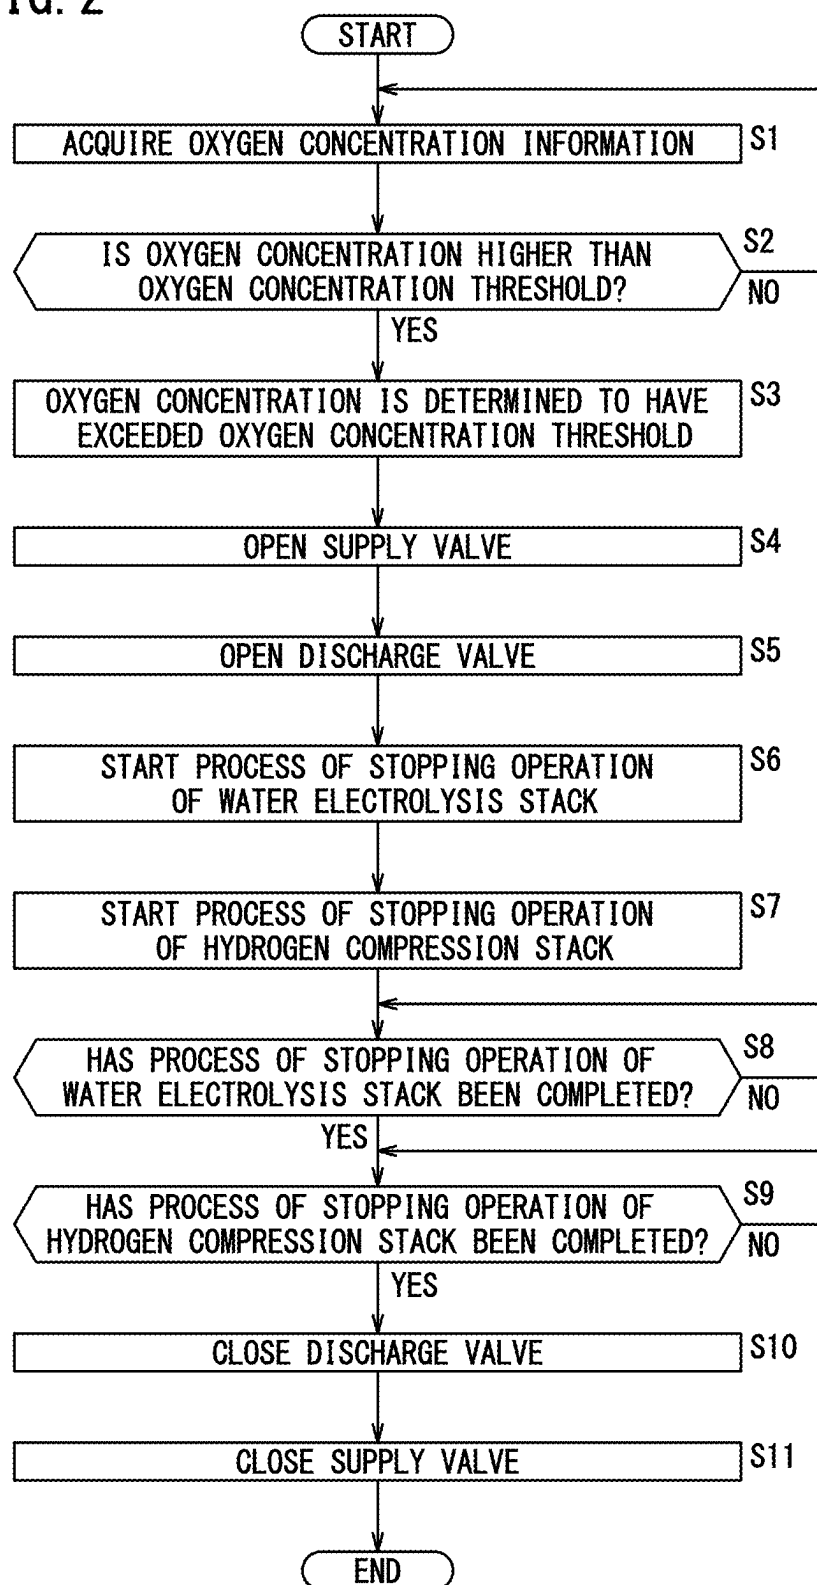 IG. 2
START
ACQUIRE OXYGEN CONCENTRATION INFORMATION S1
IS OXYGEN CONCENTRATION HIGHER THAN
OXYGEN CONCENTRATION THRESHOLD?
S2
NO
YES
OXYGEN CONCENTRATION IS DETERMINED TO HAVE
EXCEEDED OXYGEN CONCENTRATION THRESHOLD
S3
OPEN SUPPLY VALVE S4
OPEN DISCHARGE VALVE S5
START PROCESS OF STOPPING OPERATION
OF WATER ELECTROLYSIS STACK
S6
START PROCESS OF STOPPING OPERATION
OF HYDROGEN COMPRESSION STACK
S7
HAS PROCESS OF STOPPING OPERATION OF
WATER ELECTROLYSIS STACK BEEN COMPLETED?
S8
NO
YES
HAS PROCESS OF STOPPING OPERATION OF
HYDROGEN COMPRESSION STACK BEEN COMPLETED?
S9
NO
YES
CLOSE DISCHARGE VALVE S10
CLOSE SUPPLY VALVE S11
END